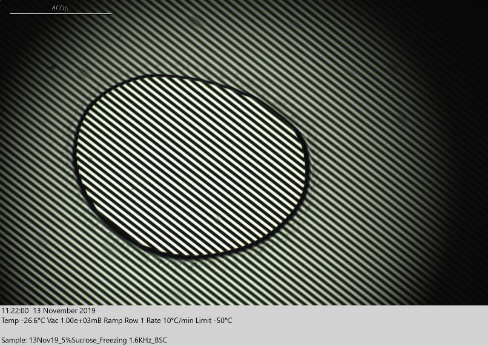 11:22:00 13 November 2019
Temp -26.6°C Vac 1.00e+03mB Ramp Row 1 Rate 10°C/min Limit -50°C
Sample: 13Nov19_5%Sucrose_Freezing 1.6KHz_BSC